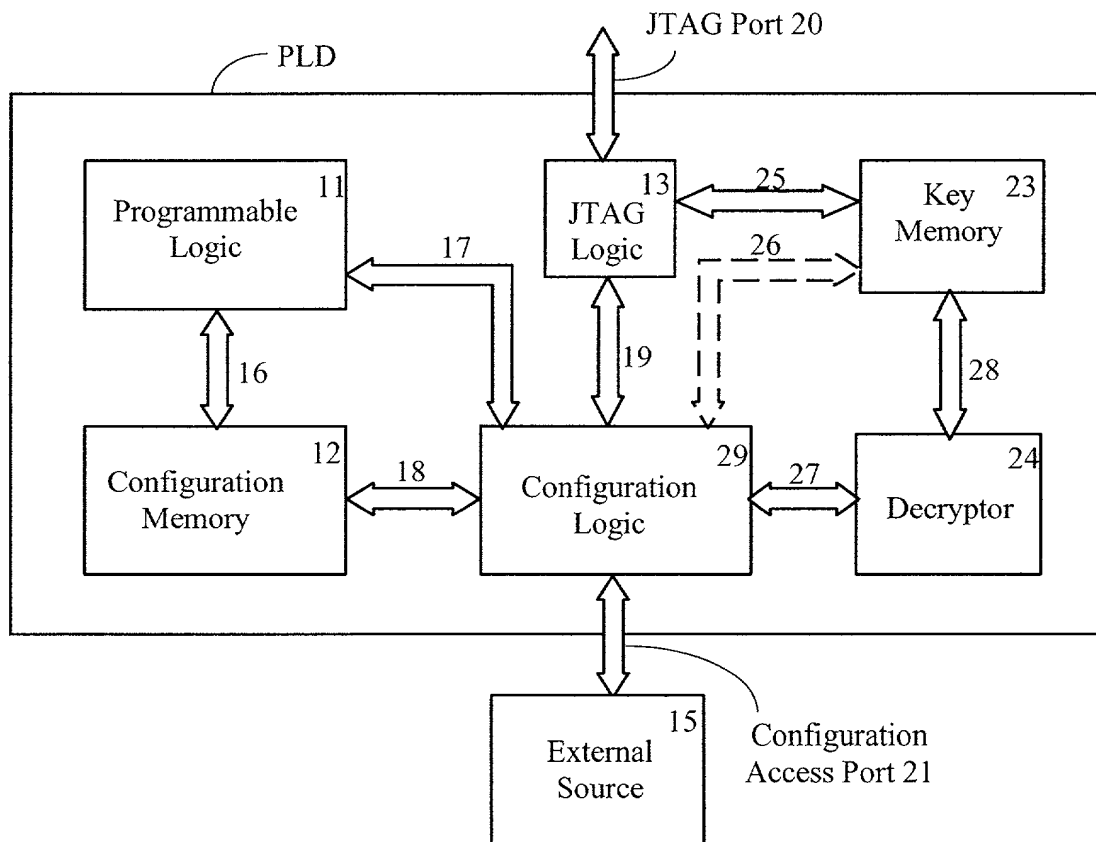 JTAG Port 20
PLD
11
Programmable
Logic
13
JTAG
Logic
25
23
Key
Memory
17
26
16
19
28
12
Configuration
Memory
18
29
Configuration
Logic
27
24
Decryptor
15
External
Source
Configuration
Access Port 21